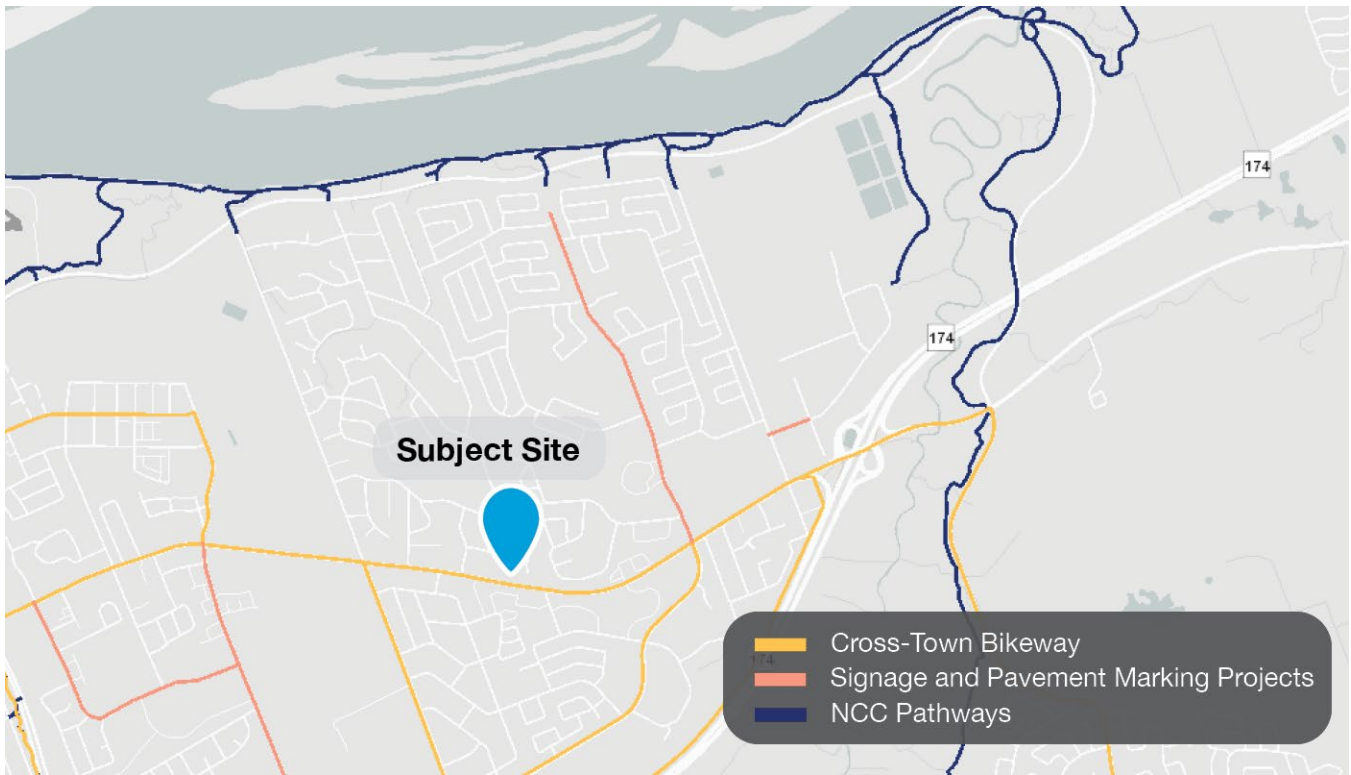 174
174
Subject Site
Cross-Town Bikeway
174
Signage and Pavement Marking Projects
NCC Pathways